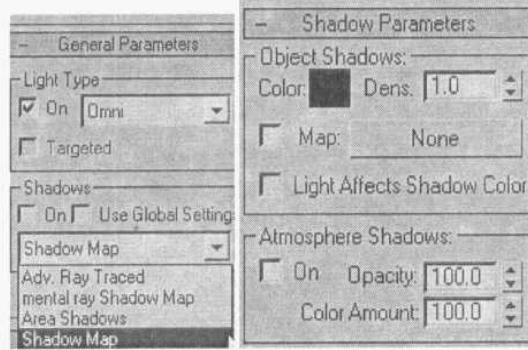 - General Parameters
Light Type
On Omni
Targeted
Shadows
On Use Global Setting
Shadow Map
Adv. Ray Traced
mental ray Shadow Map
Area Shadows
Shadow Map
- Shadow Parameters
Object Shadows:
Color: Dens. 1.0
Map: None
Light Affects Shadow Color
Atmosphere Shadows:
On Opacity: 100.0
Color Amount: 100.0